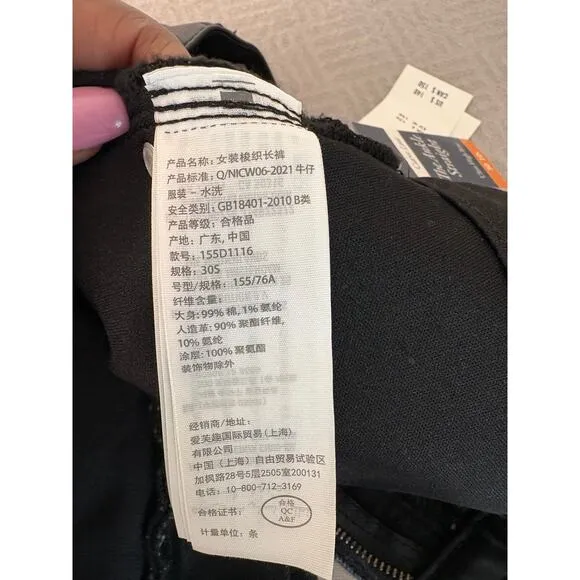 产品名称: 女装梭织长裤
产品标准: Q/NICW06-2021 牛仔
服装 - 水洗
安全类别: GB18401-2010 B类
产品等级: 合格品
产地: 广东, 中国
款号: 155D1116
规格: 30S
号型/规格: 155/76A
纤维含量:
大身: 99% 棉, 1% 氨纶
人造革: 90% 聚酯纤维,
10% 氨纶
涂层: 100% 聚氨酯
装饰物除外
经销商/地址:
爱芙趣国际贸易(上海)
有限公司
中国 (上海) 自由贸易试验区
加枫路28号5层2505室200131
电话: 10-800-712-3169
合格证书:
合格
QC
A&F
计量单位: 条
US $ 140
CAN $ 150